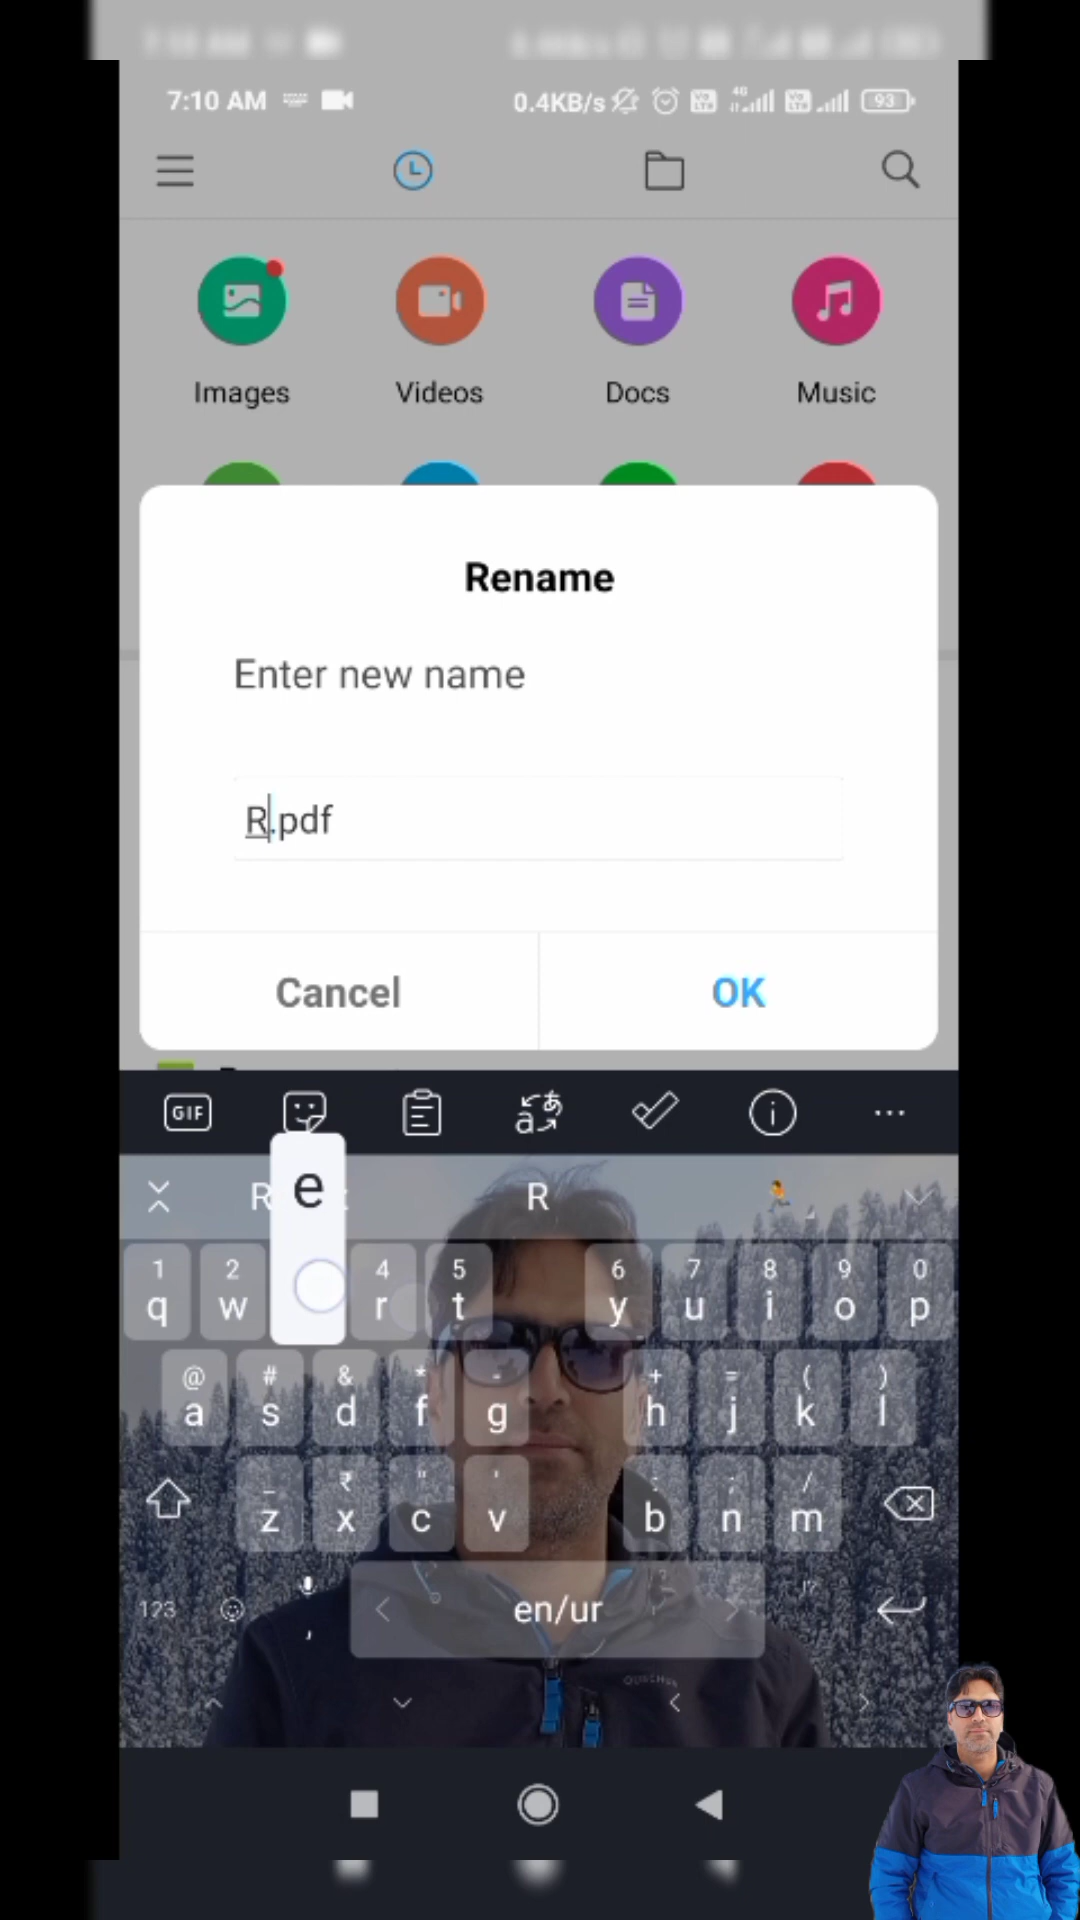 7:10 AM 0.4KB/s 4G 93
Images Videos Docs Music
Rename
Enter new name
R.pdf
Cancel OK
GIF
R
e
1 2 4 5 6 7 8 9 0
q w r t y u i o p
@ # & * - + = ( )
a s d f g h j k l
_ ₹ " ' : ; /
z x c v b n m
123 , en/ur !?